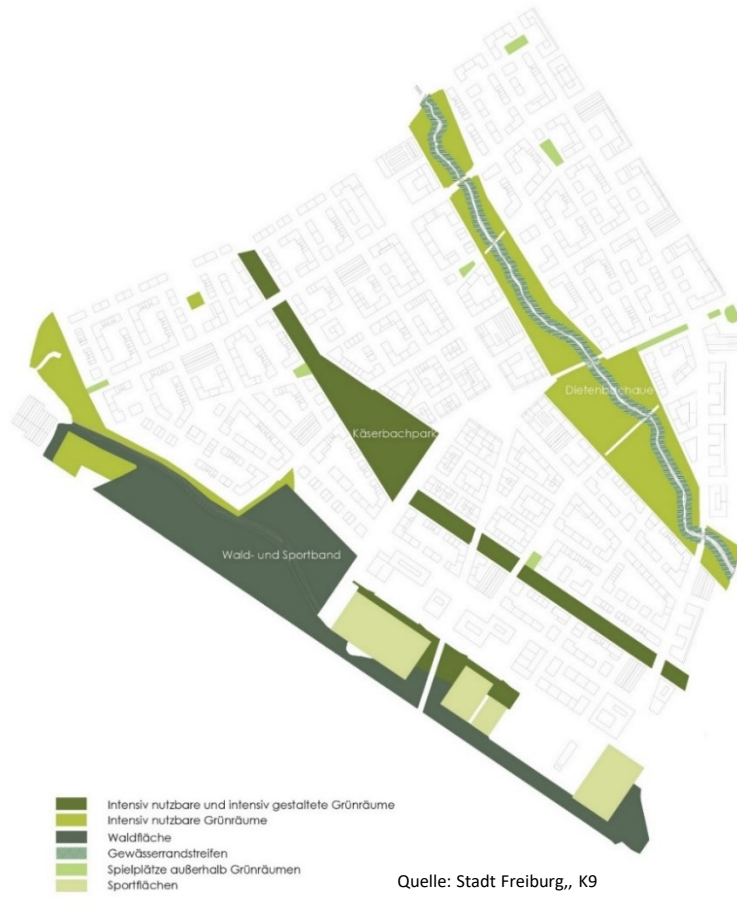 Dietenbachaue
Käserbachpark
Wald- und Sportband
Intensiv nutzbare und intensiv gestaltete Grünräume
Intensiv nutzbare Grünräume
Waldfläche
Gewässerrandstreifen
Spielplätze außerhalb Grünräumen
Sportflächen
Quelle: Stadt Freiburg,, K9